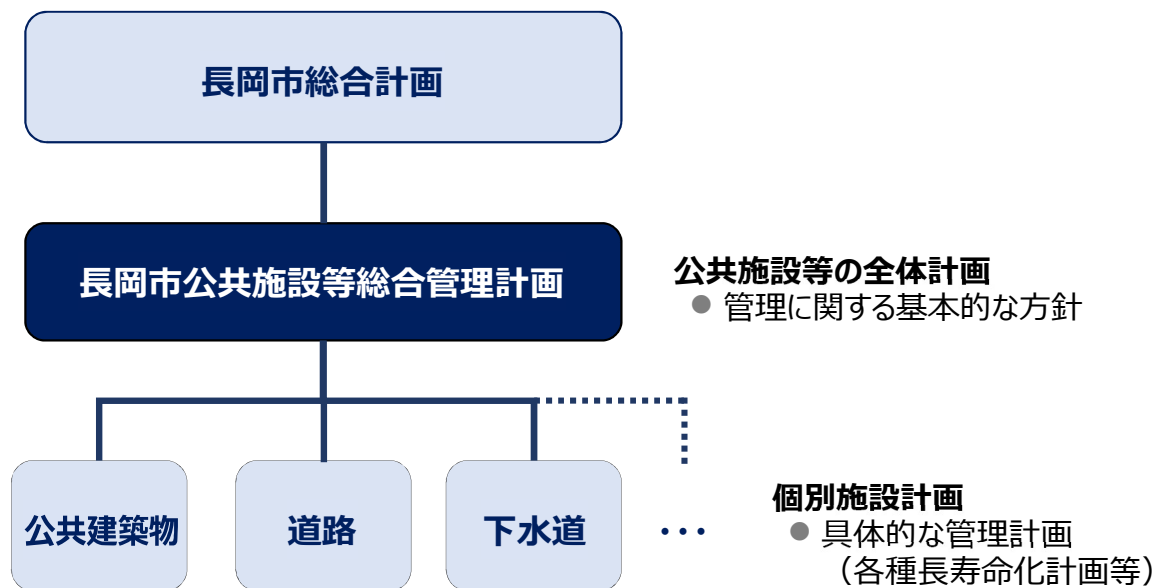 長岡市総合計画
長岡市公共施設等総合管理計画
公共施設等の全体計画
● 管理に関する基本的な方針
公共建築物
道路
下水道
…
個別施設計画
● 具体的な管理計画
（各種長寿命化計画等）